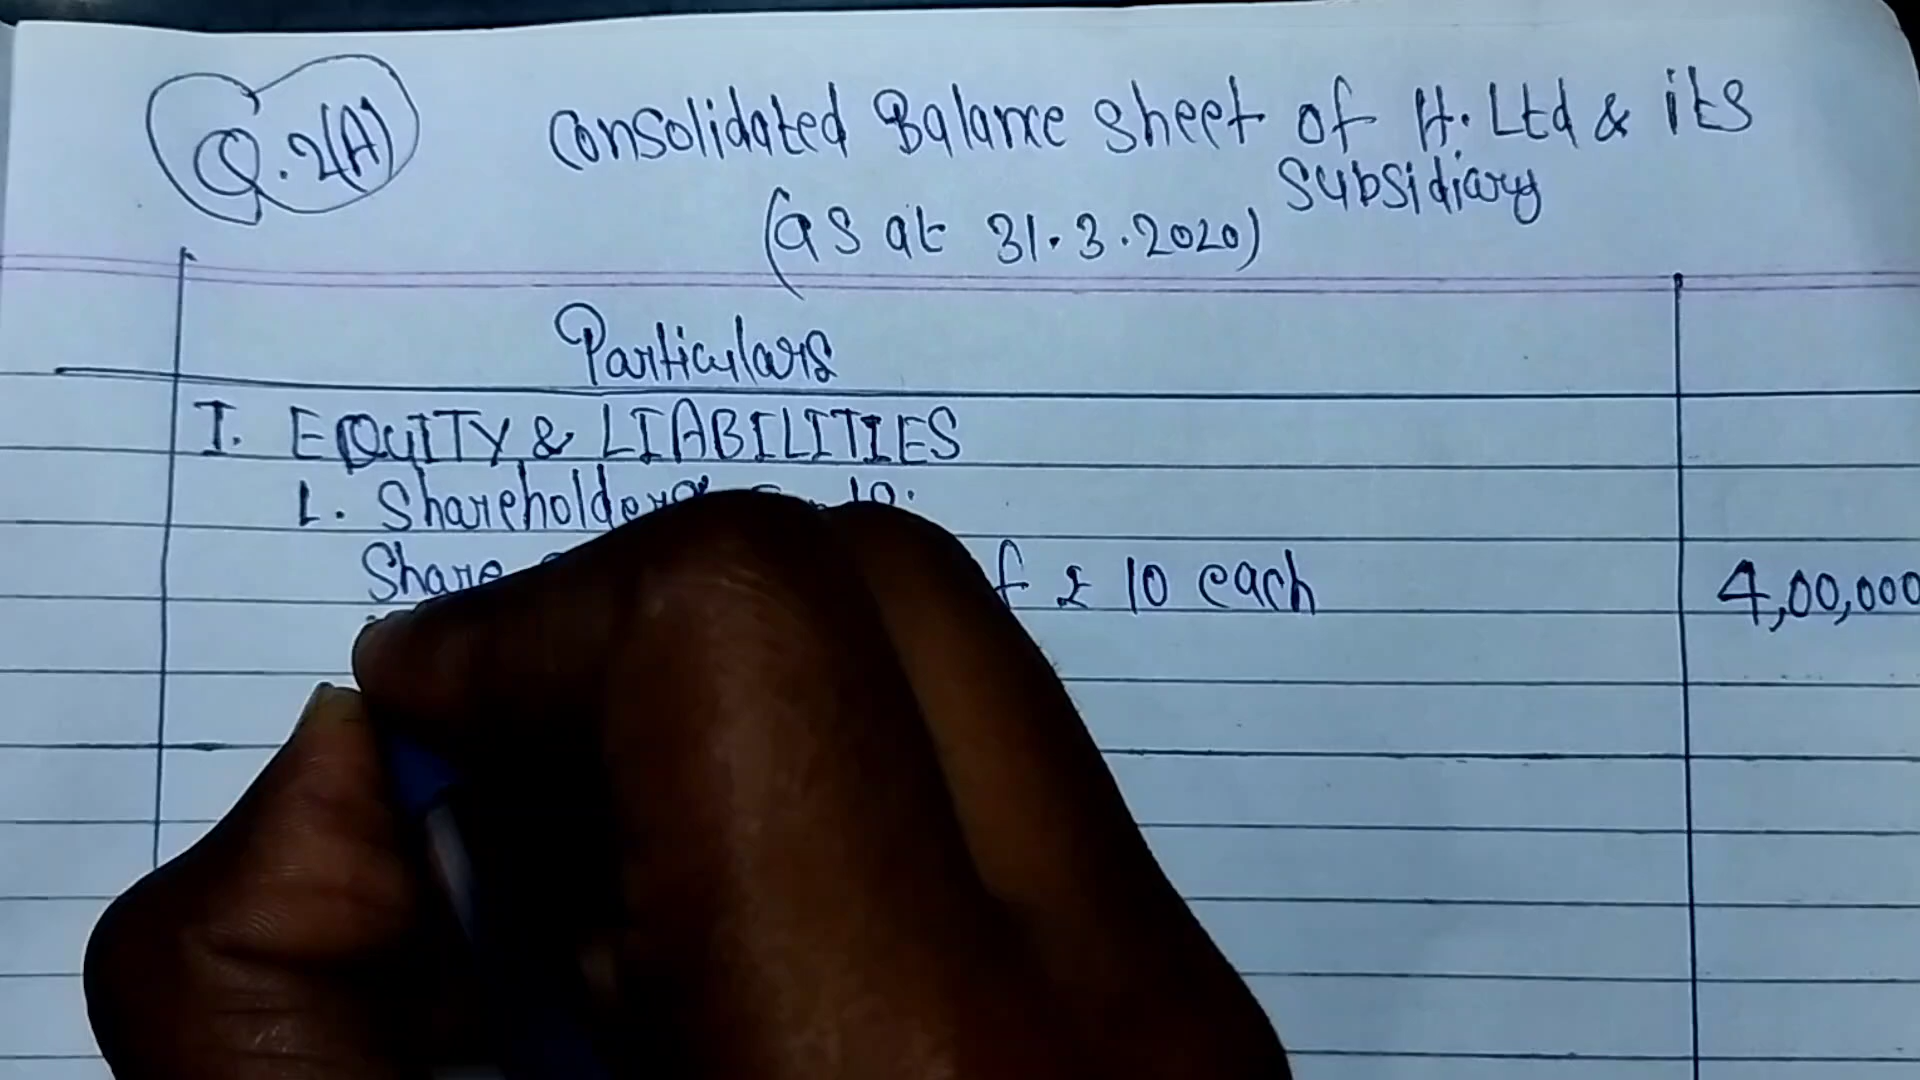 Q. 2(A)
Consolidated Balance Sheet of H. Ltd & its
Subsidiary
(as at 31.3.2020)
Particulars
I. EQUITY & LIABILITIES
1. Shareholders'
Share ₹ 10 each 4,00,000